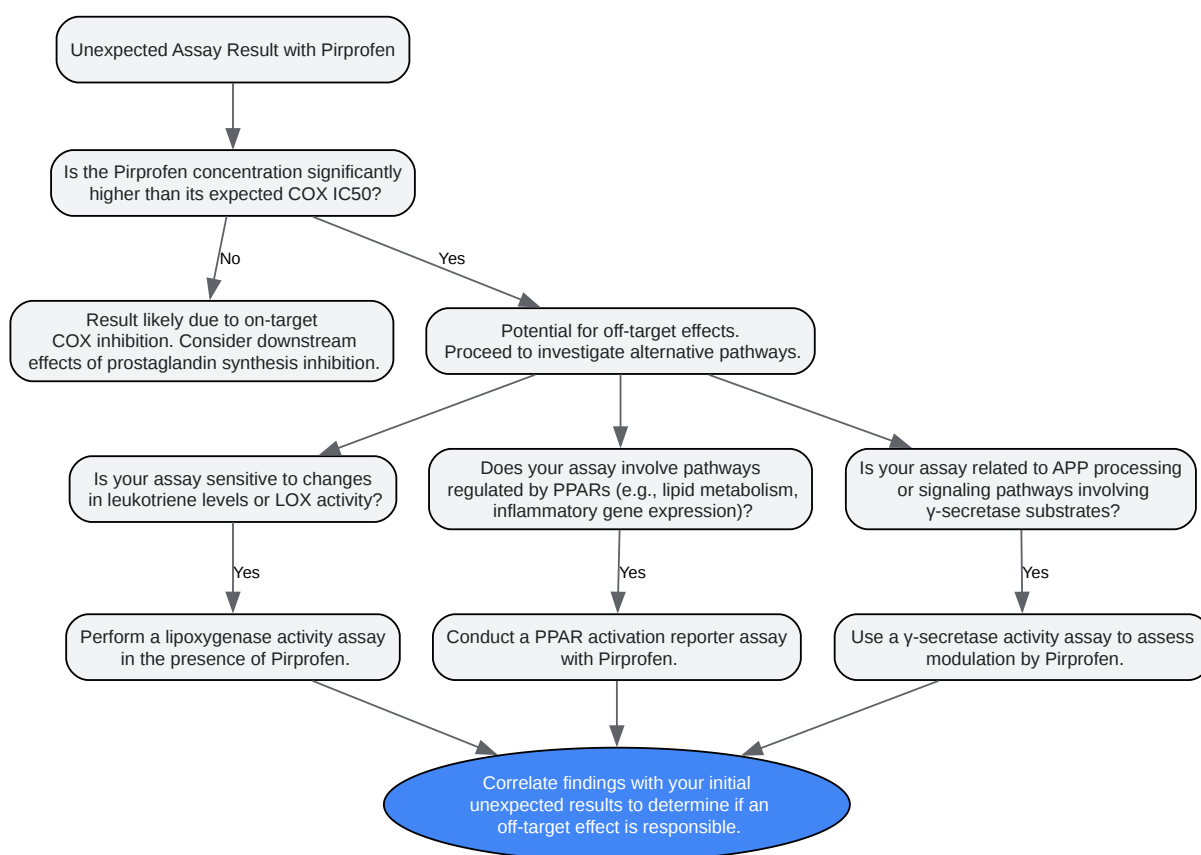 Unexpected Assay Result with Pirprofen
Is the Pirprofen concentration significantly
higher than its expected COX IC50?
No
Yes
Result likely due to on-target
COX inhibition. Consider downstream
effects of prostaglandin synthesis inhibition.
Potential for off-target effects.
Proceed to investigate alternative pathways.
Is your assay sensitive to changes
in leukotriene levels or LOX activity?
Does your assay involve pathways
regulated by PPARs (e.g., lipid metabolism,
inflammatory gene expression)?
Is your assay related to APP processing
or signaling pathways involving
γ-secretase substrates?
Yes
Yes
Yes
Perform a lipoxygenase activity assay
in the presence of Pirprofen.
Conduct a PPAR activation reporter assay
with Pirprofen.
Use a γ-secretase activity assay to assess
modulation by Pirprofen.
Correlate findings with your initial
unexpected results to determine if an
off-target effect is responsible.